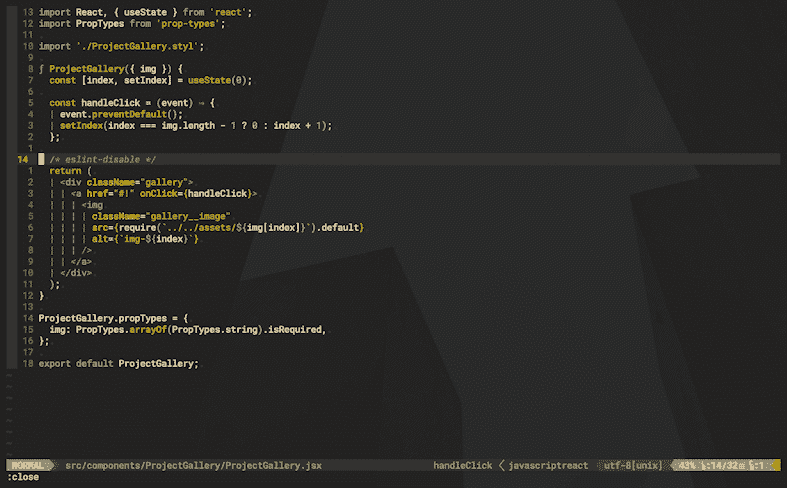 13 import React, { useState } from 'react';
12 import PropTypes from 'prop-types';
11
10 import './ProjectGallery.styl';
9
8 ƒ ProjectGallery({ img }) {
7 const [index, setIndex] = useState(0);
6
5 const handleClick = (event) ⇒ {
4 | event.preventDefault();
3 | setIndex(index === img.length - 1 ? 0 : index + 1);
2 };
1
14 /* eslint-disable */
1 return (
2 | <div className="gallery">
3 | | <a href="#!" onClick={handleClick}>
4 | | | <img
5 | | | | className="gallery__image"
6 | | | | src={require(`../../assets/${img[index]}`).default}
7 | | | | alt={`img-${index}`}
8 | | | />
9 | | </a>
10 | </div>
11 );
12 }
13
14 ProjectGallery.propTypes = {
15 img: PropTypes.arrayOf(PropTypes.string).isRequired,
16 };
17
18 export default ProjectGallery;
NORMAL src/components/ProjectGallery/ProjectGallery.jsx handleClick javascriptreact utf-8[unix] 43% :14/32 :1
:close